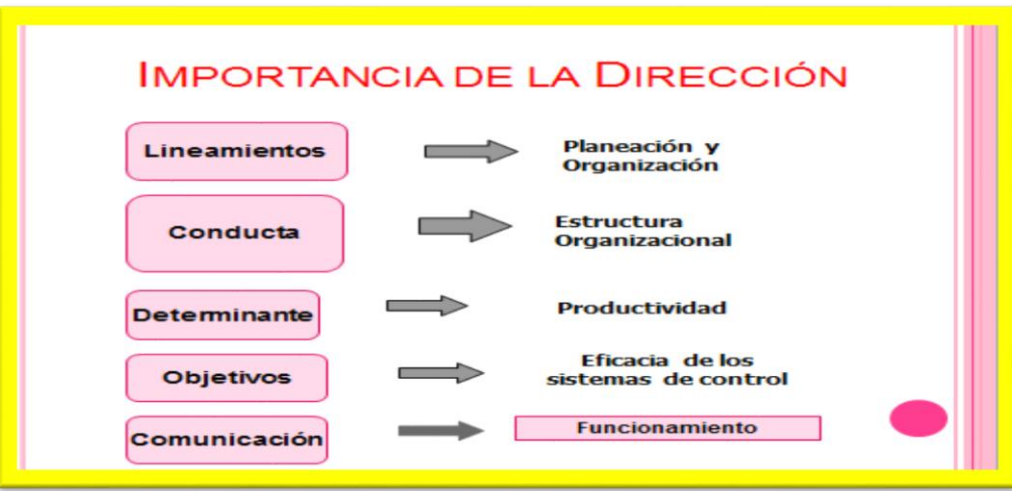 IMPORTANCIA DE LA DIRECCIÓN
Lineamientos
Planeación y
Organización
Conducta
Estructura
Organizacional
Determinante
Productividad
Objetivos
Eficacia de los
sistemas de control
Comunicación
Funcionamiento